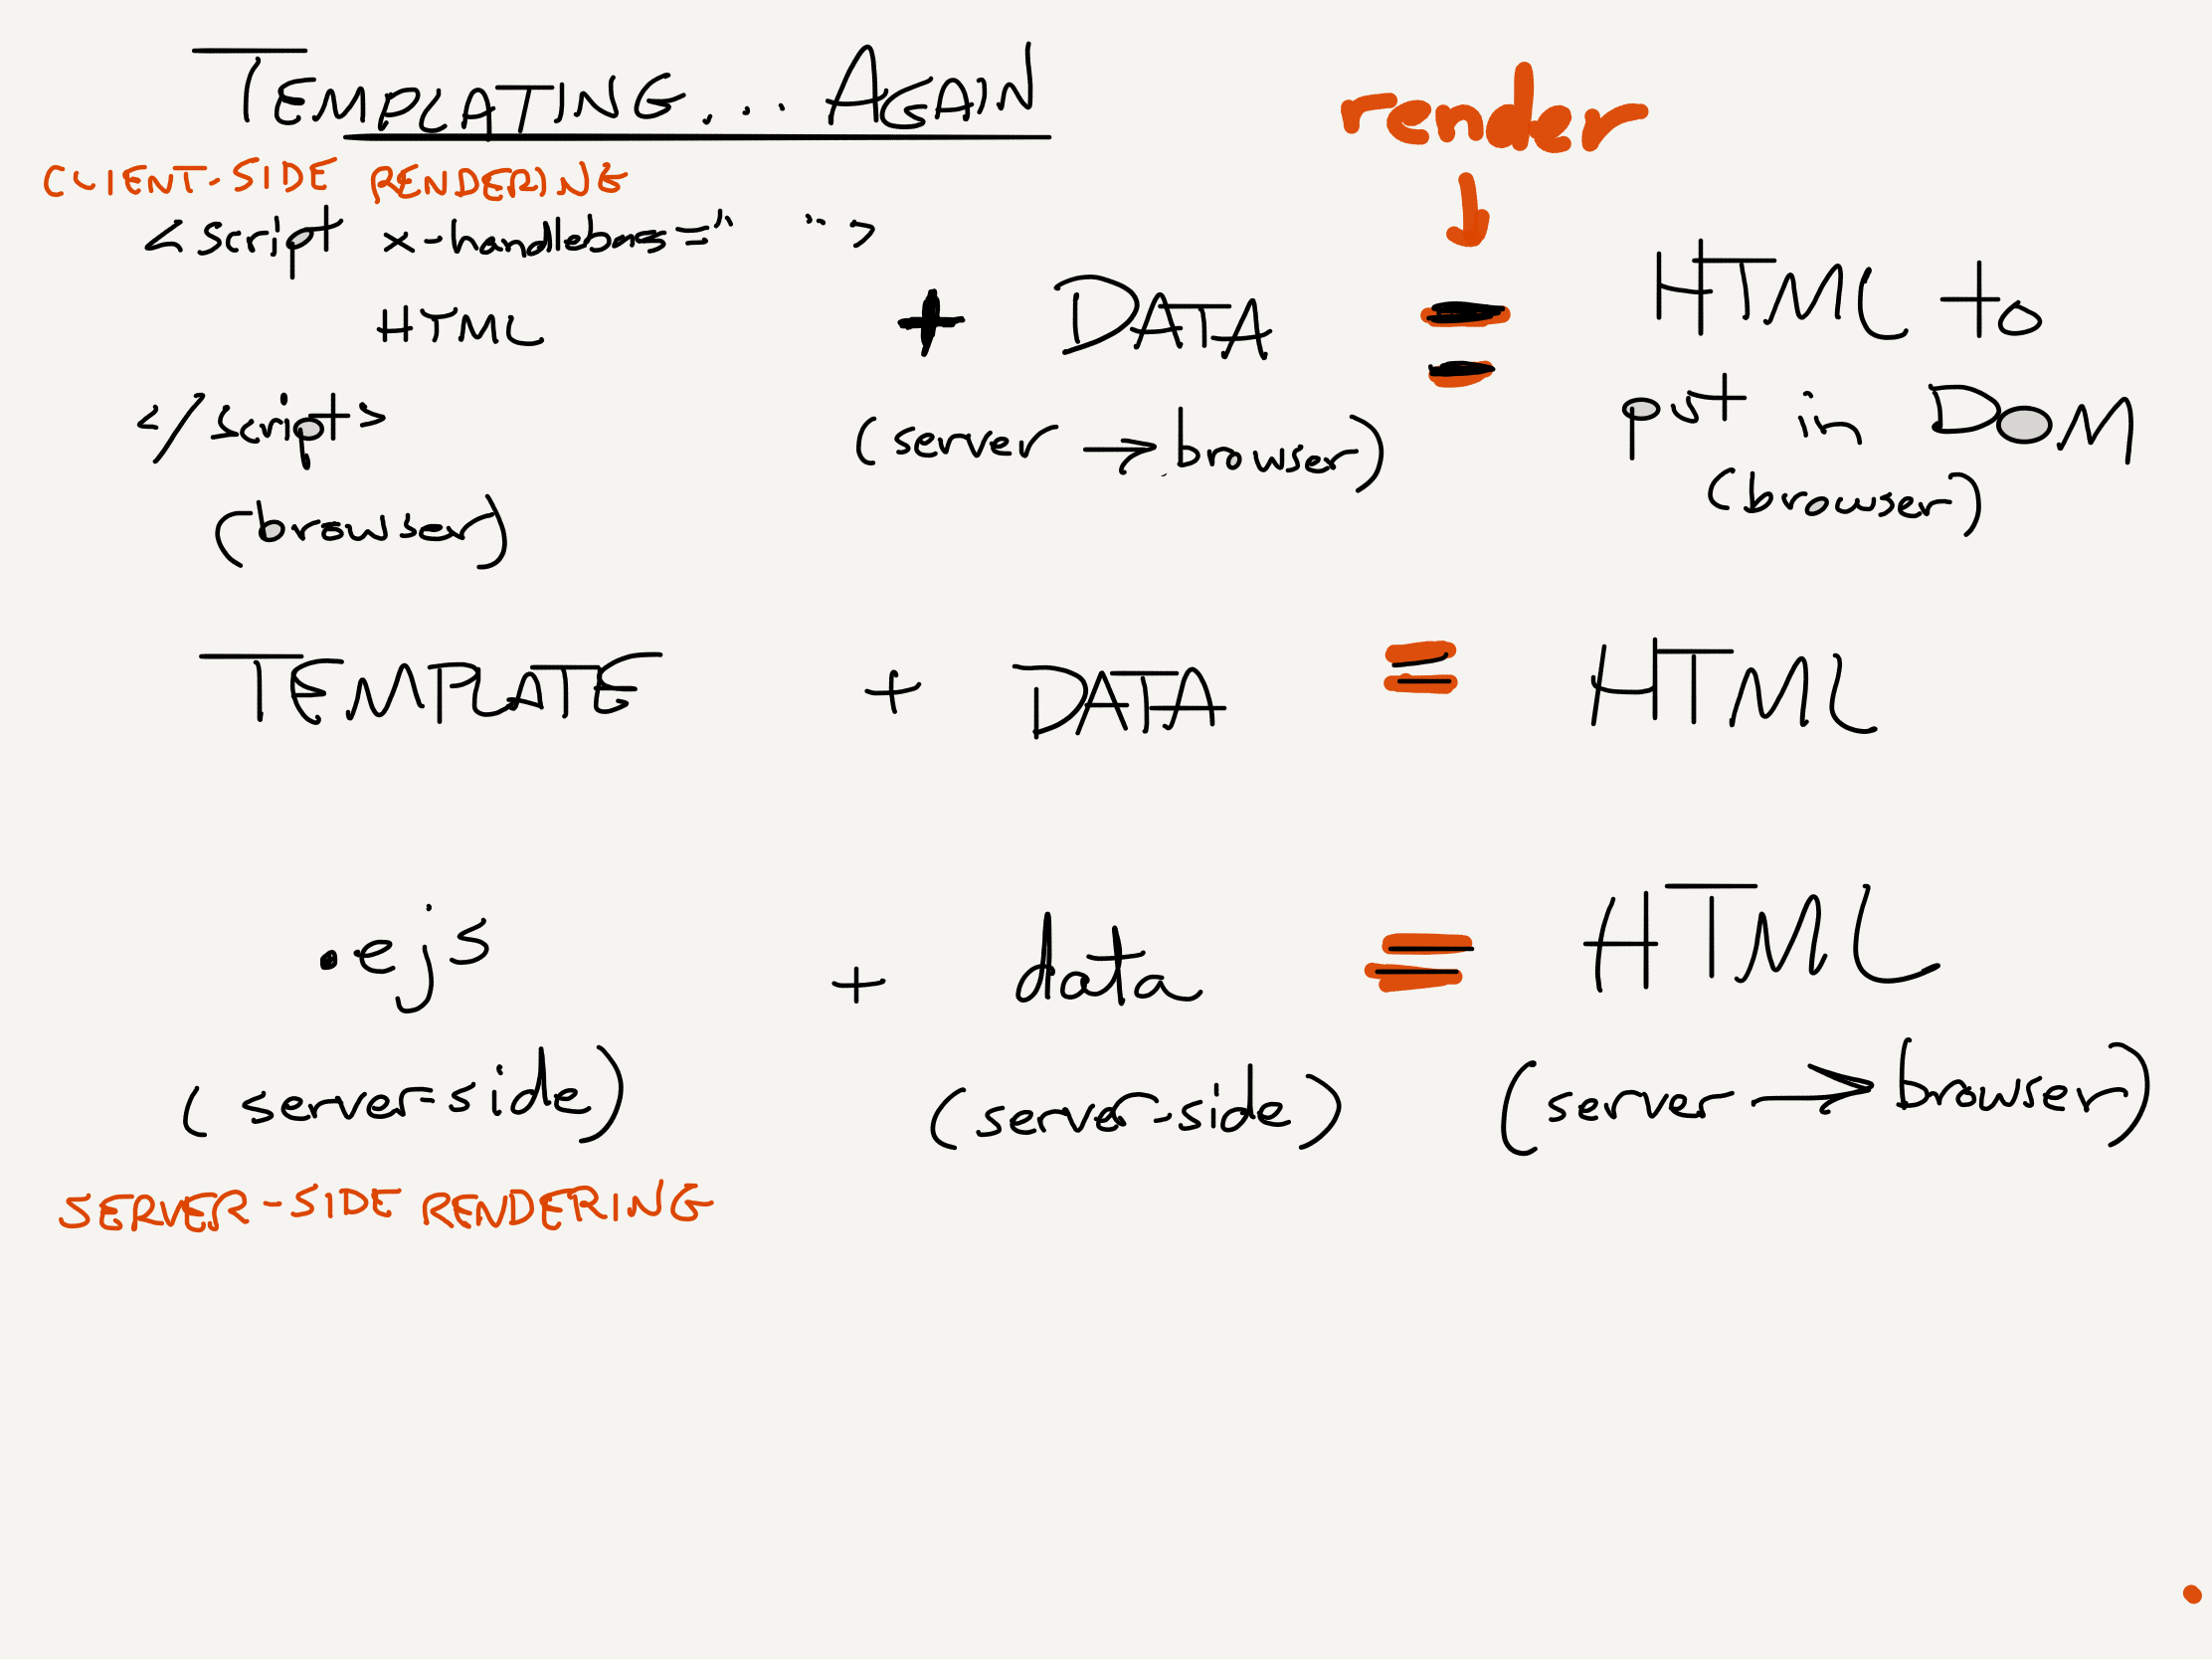 TEMPLATING... AGAIN
render
CLIENT-SIDE RENDERING
<script x-handlebars=" ">
HTML
</script>
(browser)
+ DATA
(server → browser)
=
HTML to
put in DOM
(browser)
TEMPLATE + DATA = HTML
.ejs + data = HTML
(server-side) (server-side) (server → browser)
SERVER-SIDE RENDERING